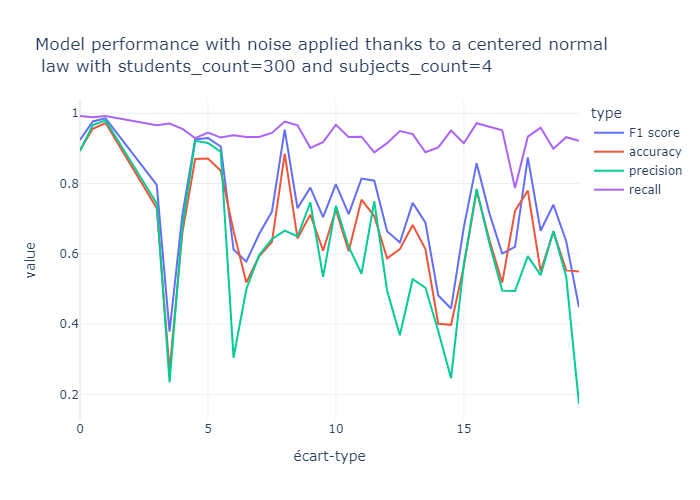 Model performance with noise applied thanks to a centered normal
law with students_count=300 and subjects_count=4
type
F1 score
accuracy
precision
recall
value
1
0.8
0.6
0.4
0.2
0
5
10
15
écart-type